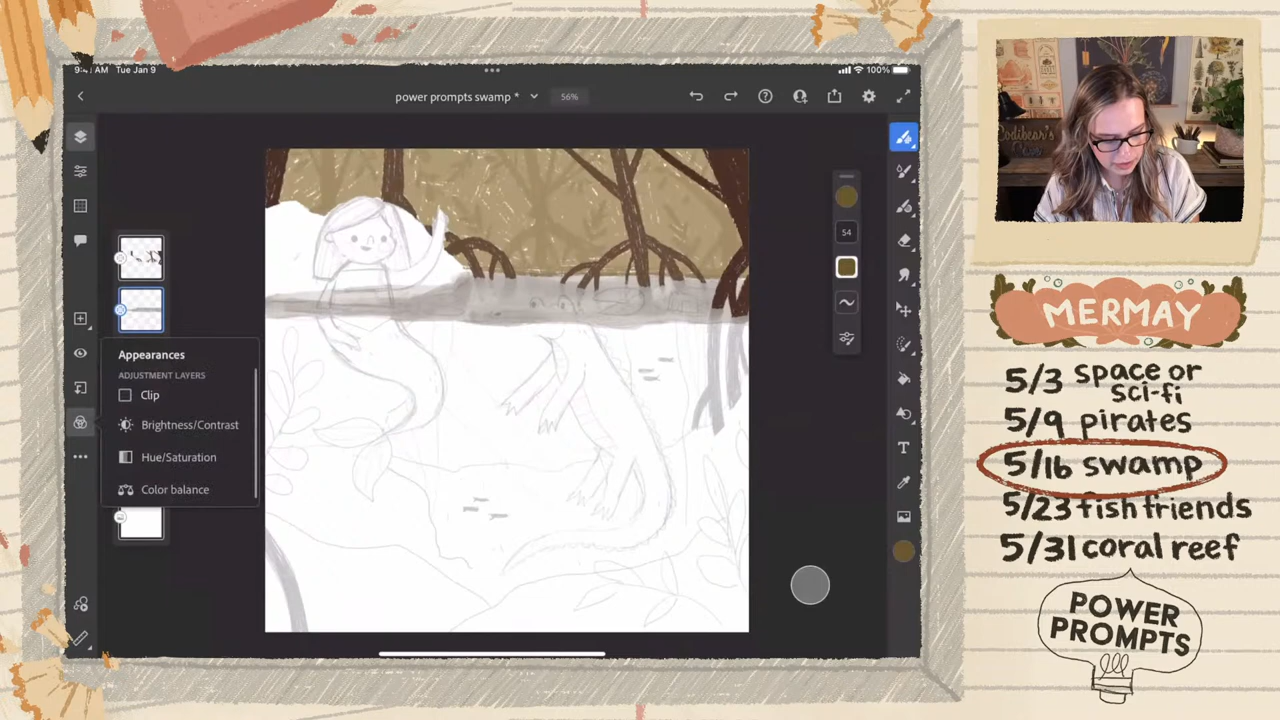 AM Tue Jan 9
100%
power prompts swamp *
56%
54
Appearances
ADJUSTMENT LAYERS
Clip
Brightness/Contrast
Hue/Saturation
Color balance
T
MERMAY
5/3 space or
sci-fi
5/9 pirates
5/16 swamp
5/23 fish friends
5/31 coral reef
POWER
PROMPTS